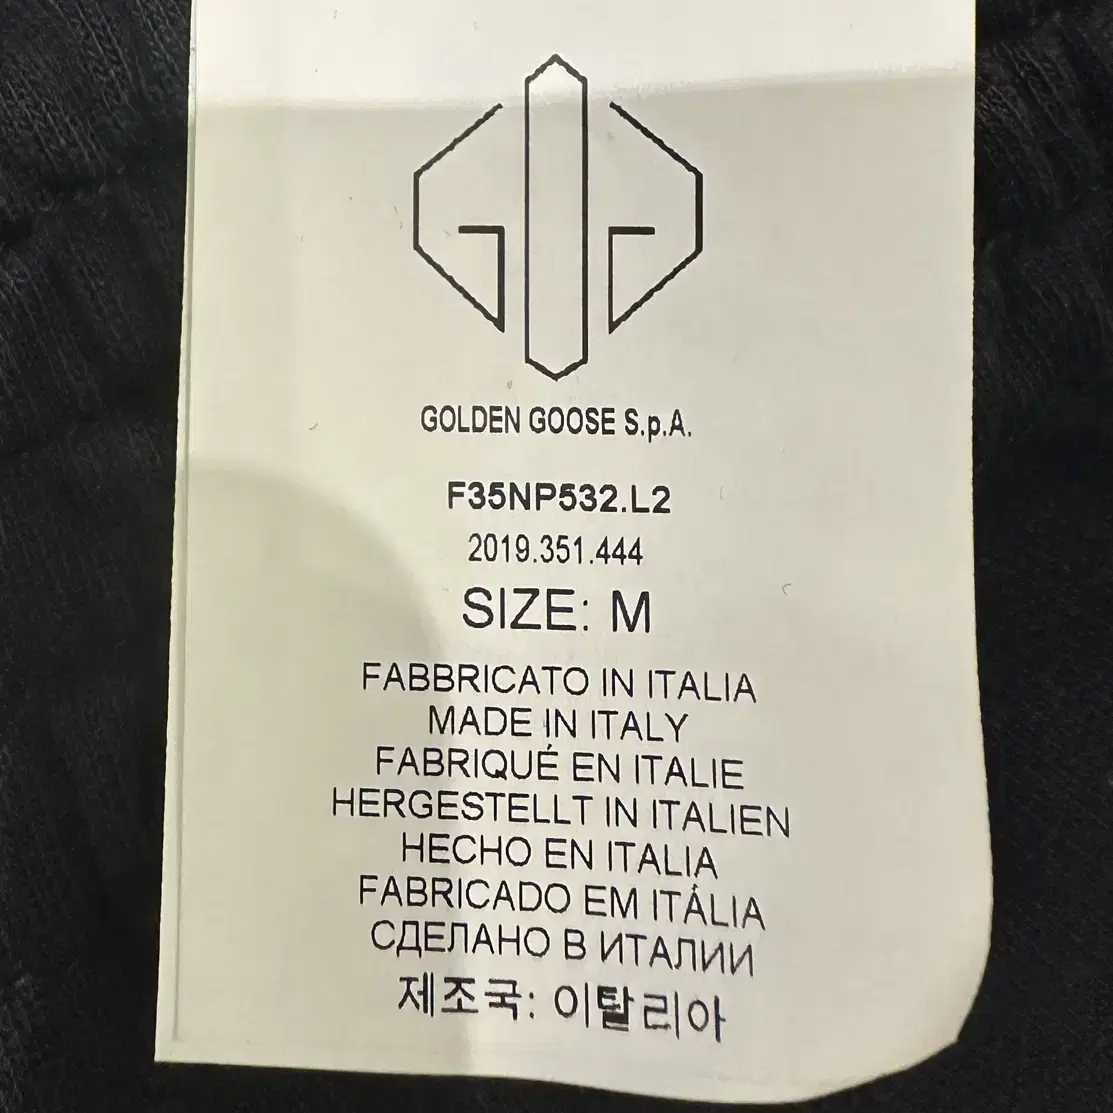 GOLDEN GOOSE S.p.A.
F35NP532.L2
2019.351.444
SIZE: M
FABBRICATO IN ITALIA
MADE IN ITALY
FABRIQUÉ EN ITALIE
HERGESTELLT IN ITALIEN
HECHO EN ITALIA
FABRICADO EM ITÁLIA
СДЕЛАНО В ИТАЛИИ
제조국: 이탈리아